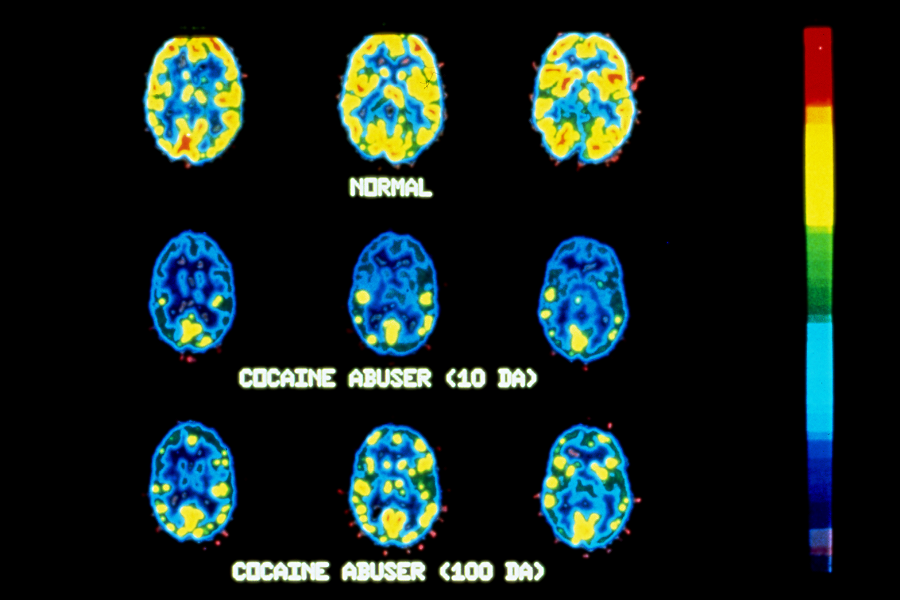 NORMAL
COCAINE ABUSER (10 DA)
COCAINE ABUSER (100 DA)